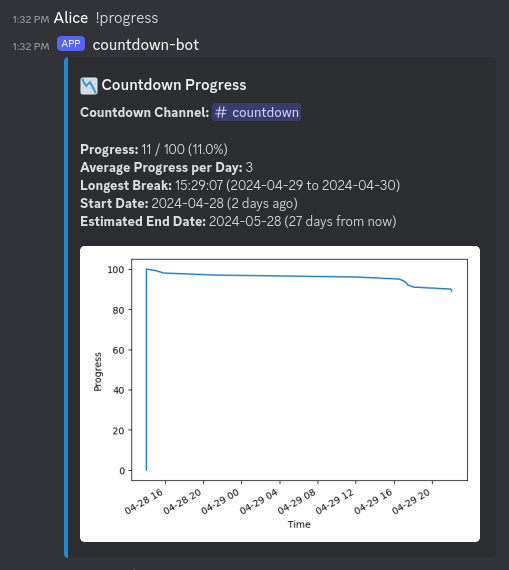 1:32 PM Alice !progress
1:32 PM APP countdown-bot
Countdown Progress
Countdown Channel: # countdown
Progress: 11 / 100 (11.0%)
Average Progress per Day: 3
Longest Break: 15:29:07 (2024-04-29 to 2024-04-30)
Start Date: 2024-04-28 (2 days ago)
Estimated End Date: 2024-05-28 (27 days from now)
100
80
60
40
20
0
Progress
04-28 16
04-28 20
04-29 00
04-29 04
04-29 08
04-29 12
04-29 16
04-29 20
Time